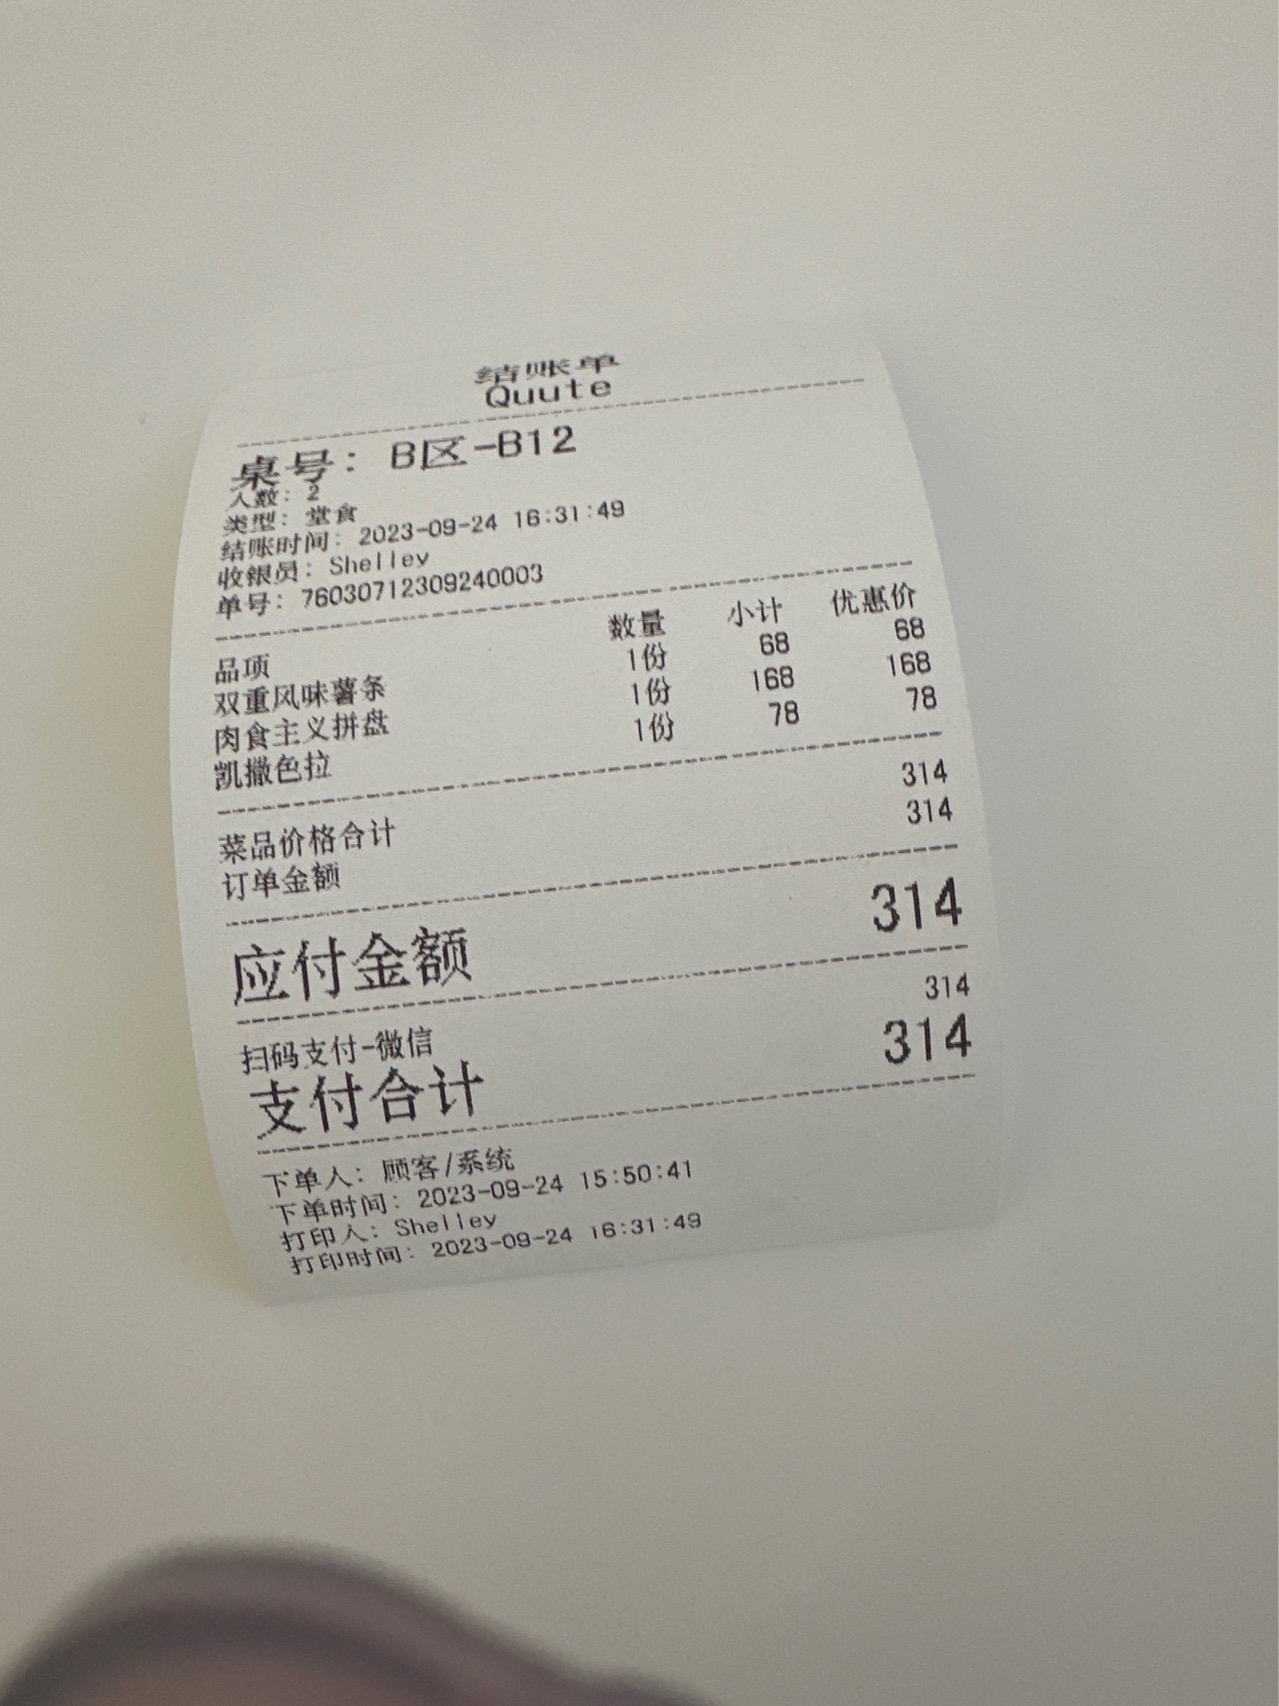 结账单
Quute
桌号: B区-B12
人数: 2
类型: 堂食
结账时间: 2023-09-24 16:31:49
收银员: Shelley
单号: 76030712309240003
品项 数量 小计 优惠价
双重风味薯条 1份 68 68
肉食主义拼盘 1份 168 168
凯撒色拉 1份 78 78
菜品价格合计 314
订单金额 314
应付金额 314
扫码支付-微信 314
支付合计 314
下单人: 顾客/系统
下单时间: 2023-09-24 15:50:41
打印人: Shelley
打印时间: 2023-09-24 16:31:49